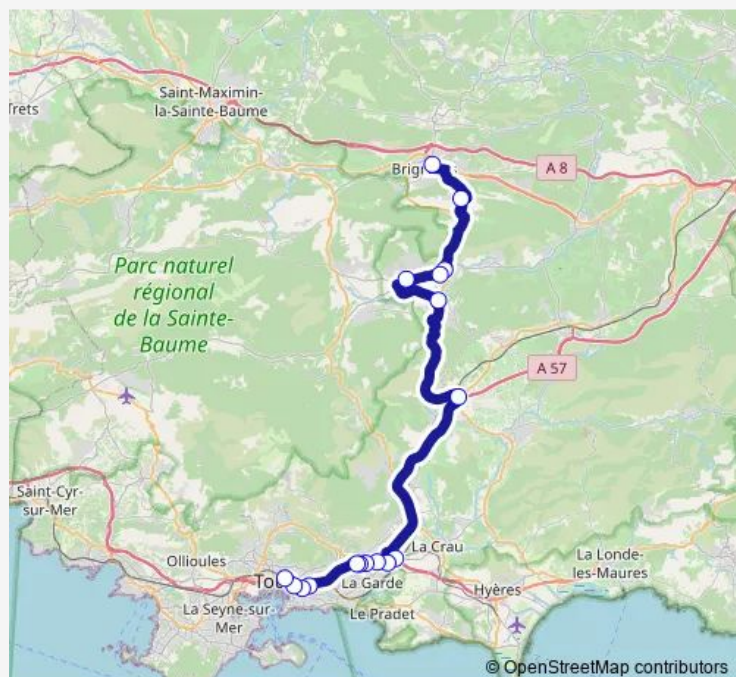 Trets
Saint-Maximin-
la-Sainte-Baume
A 8
Parc naturel
régional
de la Sainte-
Baume
A 57
Saint-Cyr-
sur-Mer
Ollioules
La Crau
La Londe-
les-Maures
La Garde
Hyères
La Seyne-sur-
Mer
Le Pradet
© OpenStreetMap contributors